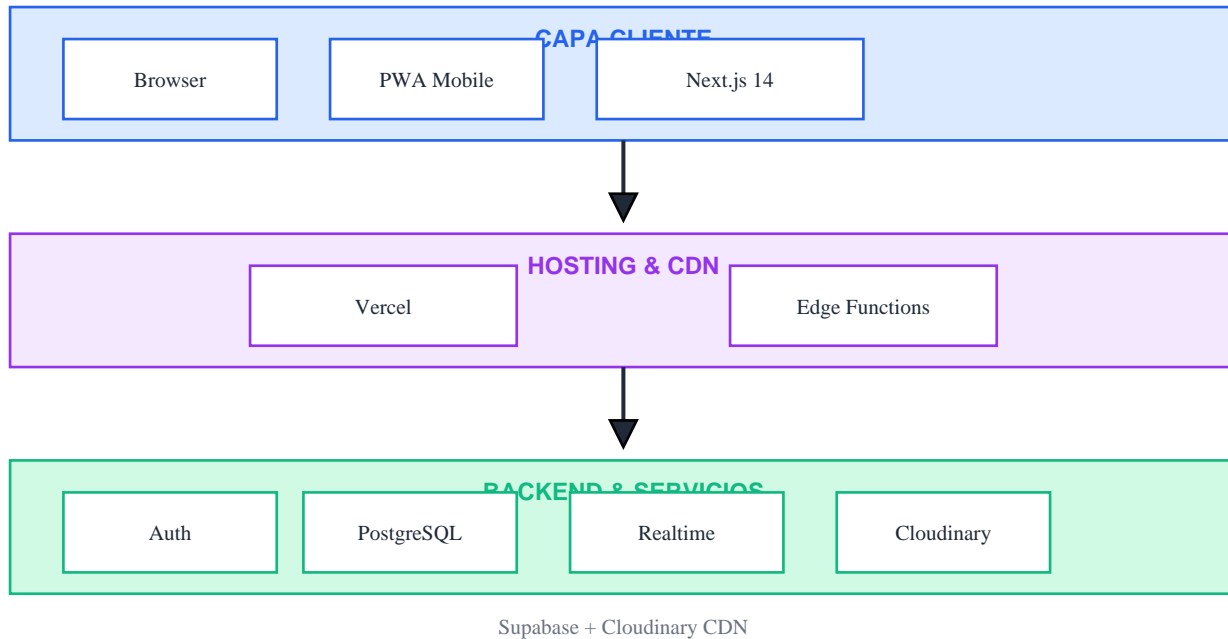 CAPA CLIENTE
Browser
PWA Mobile
Next.js 14
HOSTING & CDN
Vercel
Edge Functions
BACKEND & SERVICIOS
Auth
PostgreSQL
Realtime
Cloudinary
Supabase + Cloudinary CDN